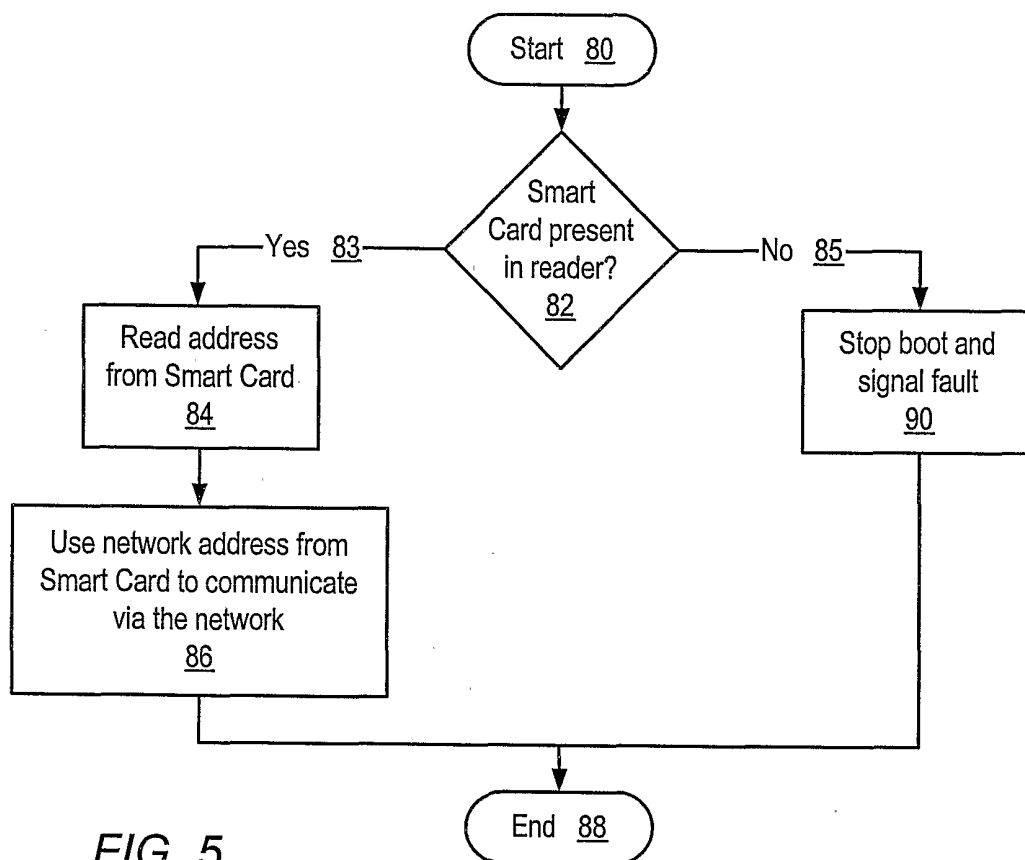 Start 80
Smart
Card present
in reader?
82
Yes 83
No 85
Read address
from Smart Card
84
Stop boot and
signal fault
90
Use network address from
Smart Card to communicate
via the network
86
End 88
FIG. 5